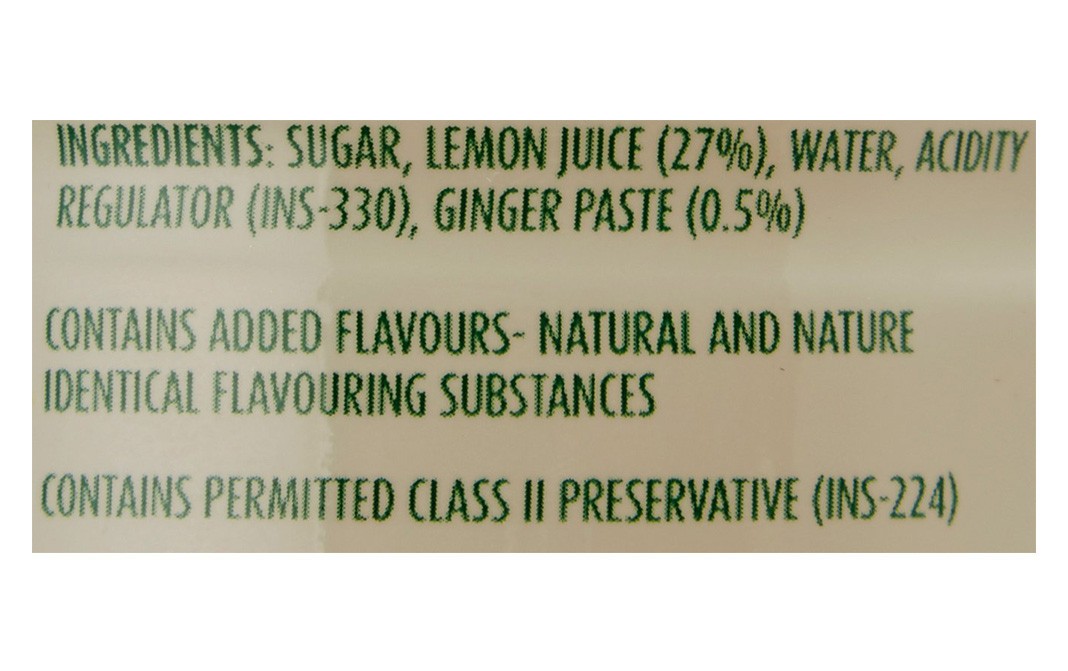 INGREDIENTS: SUGAR, LEMON JUICE (27%), WATER, ACIDITY
REGULATOR (INS-330), GINGER PASTE (0.5%)
CONTAINS ADDED FLAVOURS- NATURAL AND NATURE
IDENTICAL FLAVOURING SUBSTANCES
CONTAINS PERMITTED CLASS II PRESERVATIVE (INS-224)